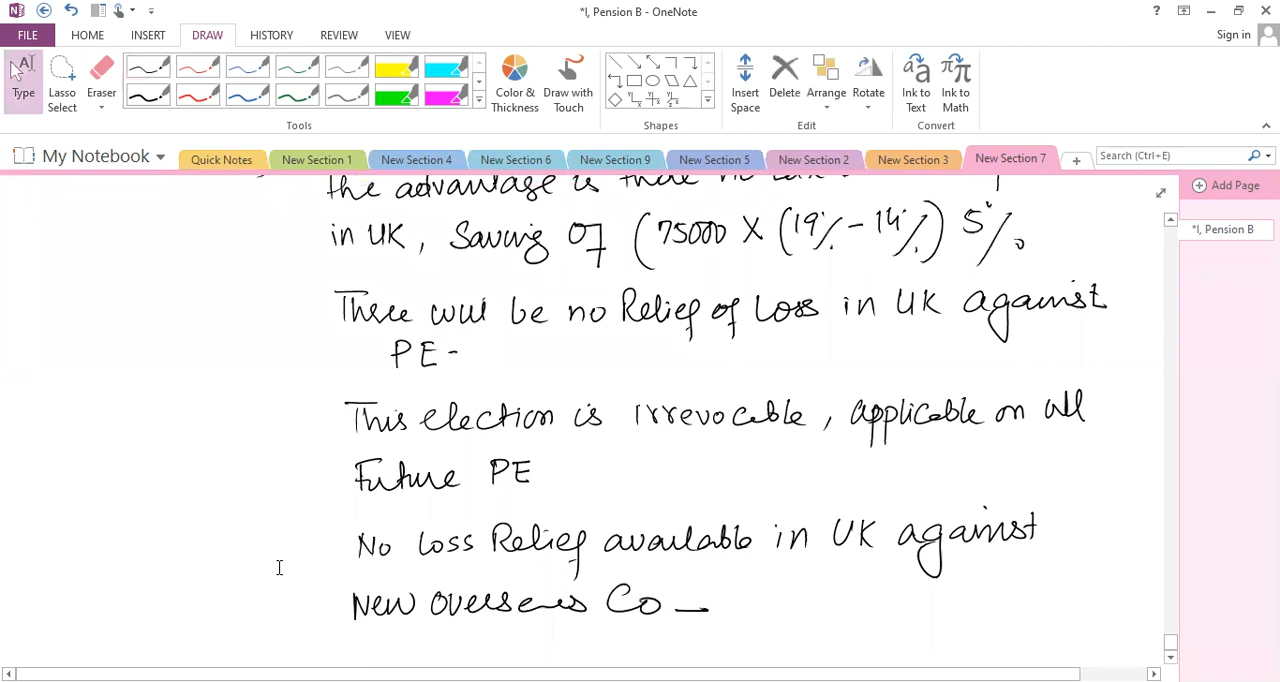 *I, Pension B - OneNote
?
FILE HOME INSERT DRAW HISTORY REVIEW VIEW
Sign in
Type
Lasso Select
Eraser
Color & Thickness
Draw with Touch
Insert Space
Delete
Arrange
Rotate
Ink to Text
Ink to Math
Tools Shapes Edit Convert
My Notebook Quick Notes New Section 1 New Section 4 New Section 6 New Section 9 New Section 5 New Section 2 New Section 3 New Section 7
Search (Ctrl+E)
Add Page
*I, Pension B
the advantage is there no
in UK, Saving of (75000 X (19% - 14%) 5%
There will be no Relief of Loss in UK against
PE -
This election is irrevocable, applicable on all
Future PE
No loss Relief available in UK against
New overseas Co —